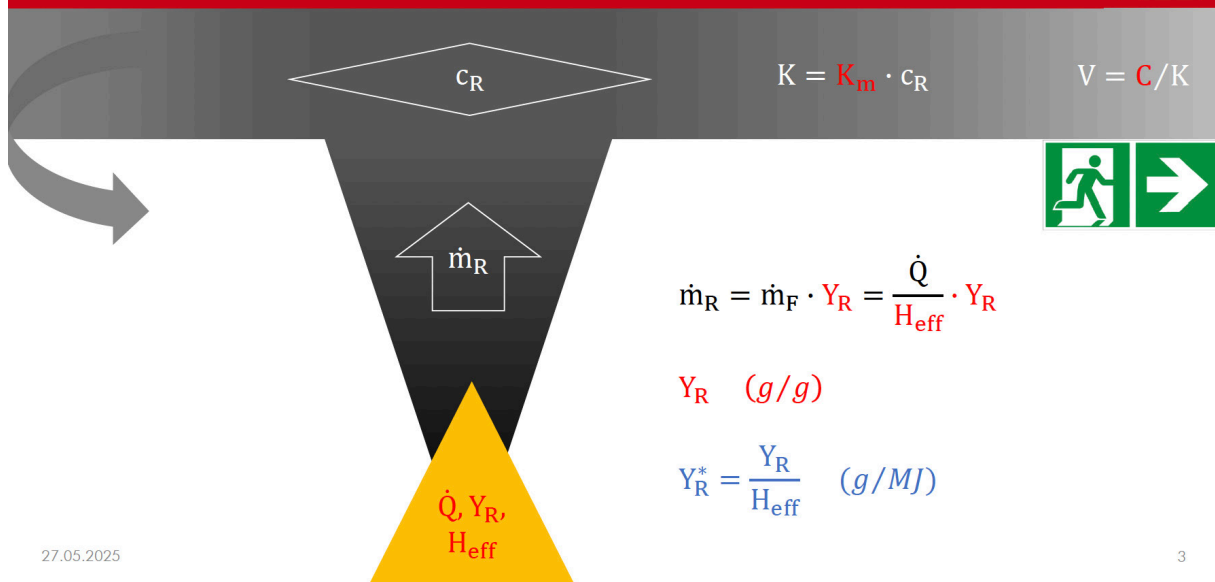 c_R
K = K_m · c_R
V = C/K
ṁ_R
ṁ_R = ṁ_F · Y_R = Q̇/H_eff · Y_R
Y_R (g/g)
Y_R^* = Y_R/H_eff (g/MJ)
Q̇, Y_R,
H_eff
27.05.2025
3